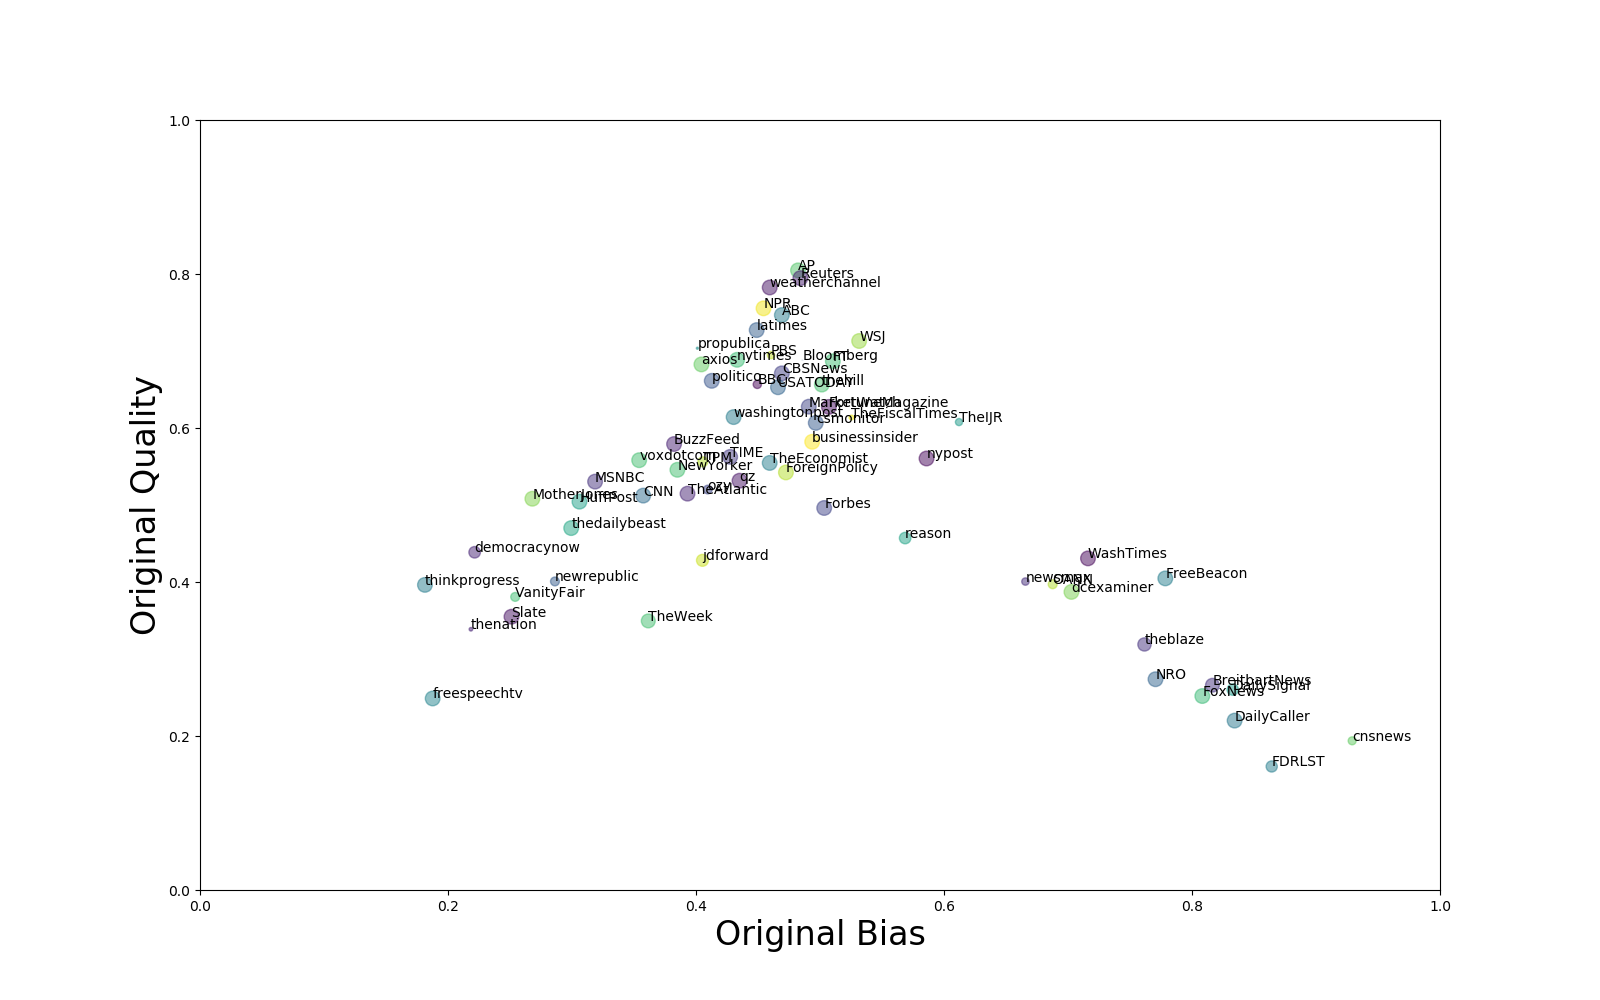 1.0
0.8
0.6
0.4
0.2
0.0
Original Quality
AP
Reuters
weatherchannel
NPR
ABC
latimes
WSJ
propublica
PBS
nytimes
Bloomberg
FT
axios
CBSNews
politico
BBC
USATODAY
thehill
MarketWatch
FortuneMagazine
washingtonpost
TheFiscalTimes
csmonitor
TheIJR
businessinsider
BuzzFeed
voxdotcom
TPM
TIME
NewYorker
TheEconomist
ForeignPolicy
nypost
MSNBC
qz
ozy
TheAtlantic
CNN
MotherJones
HuffPost
Forbes
thedailybeast
reason
democracynow
jdforward
WashTimes
thinkprogress
newrepublic
newsmax
OANN
dcexaminer
FreeBeacon
VanityFair
Slate
thenation
TheWeek
theblaze
NRO
BreitbartNews
DailySignal
FoxNews
freespeechtv
DailyCaller
cnsnews
FDRLST
0.0 0.2 0.4 0.6 0.8 1.0
Original Bias